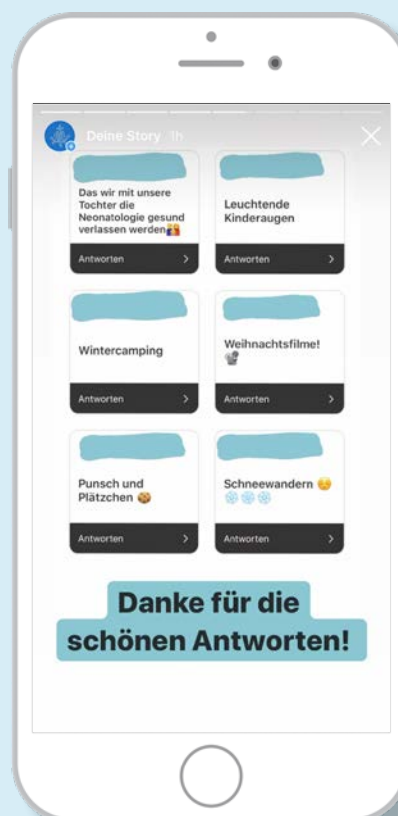 Deine Story 1h
Das wir mit unsere
Tochter die
Neonatologie gesund
verlassen werden
Antworten
Leuchtende
Kinderaugen
Antworten
Wintercamping
Antworten
Weihnachtsfilme!
Antworten
Punsch und
Plätzchen
Antworten
Schneewandern
Antworten
Danke für die
schönen Antworten!